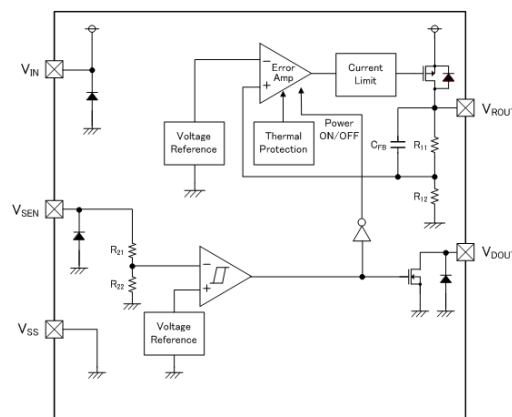 VIN
Error
Amp
−
+
Current
Limit
VROUT
Power
ON/OFF
Voltage
Reference
Thermal
Protection
CFB
R11
R12
VSEN
R21
R22
−
+
VDOUT
VSS
Voltage
Reference